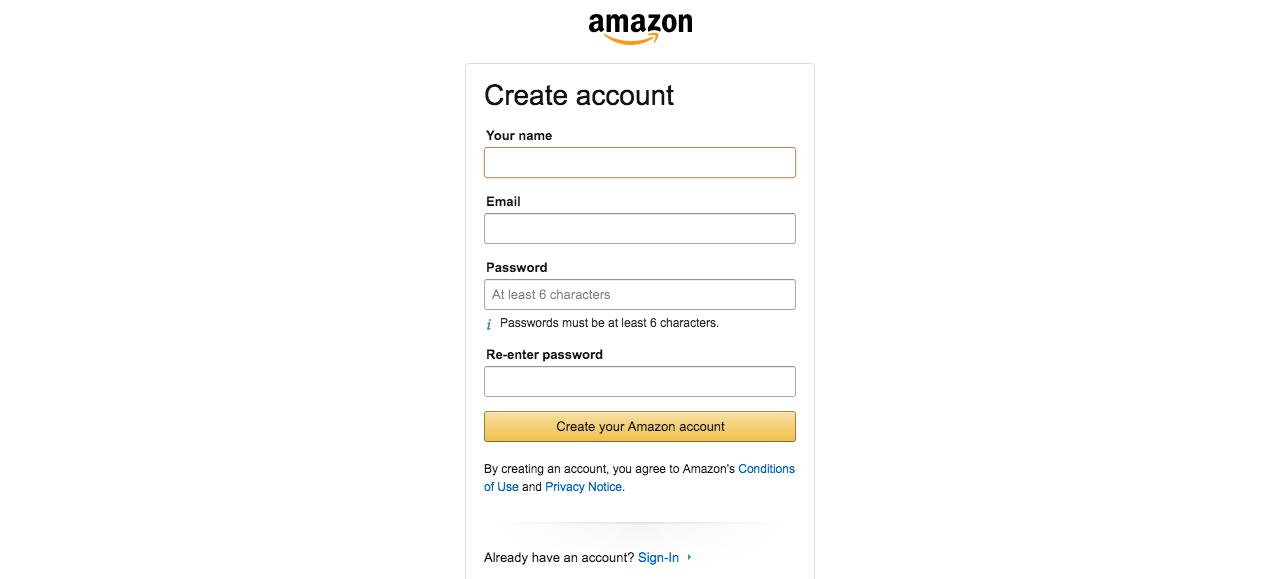 amazon
Create account
Your name
Email
Password
At least 6 characters
i Passwords must be at least 6 characters.
Re-enter password
Create your Amazon account
By creating an account, you agree to Amazon's Conditions
of Use and Privacy Notice.
Already have an account? Sign-In